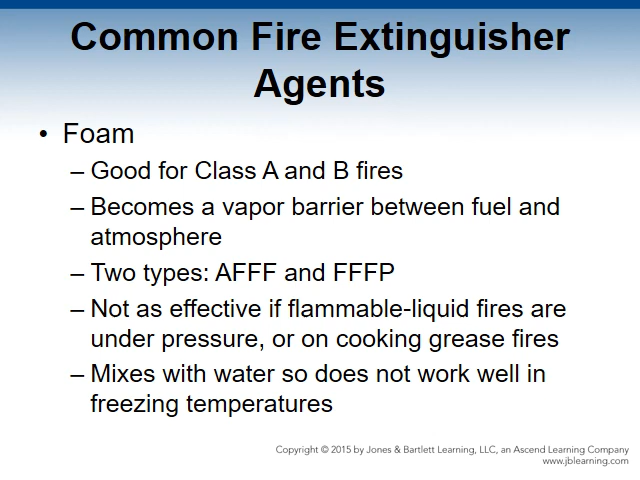 Common Fire Extinguisher
Agents
• Foam
– Good for Class A and B fires
– Becomes a vapor barrier between fuel and
atmosphere
– Two types: AFFF and FFFP
– Not as effective if flammable-liquid fires are
under pressure, or on cooking grease fires
– Mixes with water so does not work well in
freezing temperatures
Copyright © 2015 by Jones & Bartlett Learning, LLC, an Ascend Learning Company
www.jblearning.com